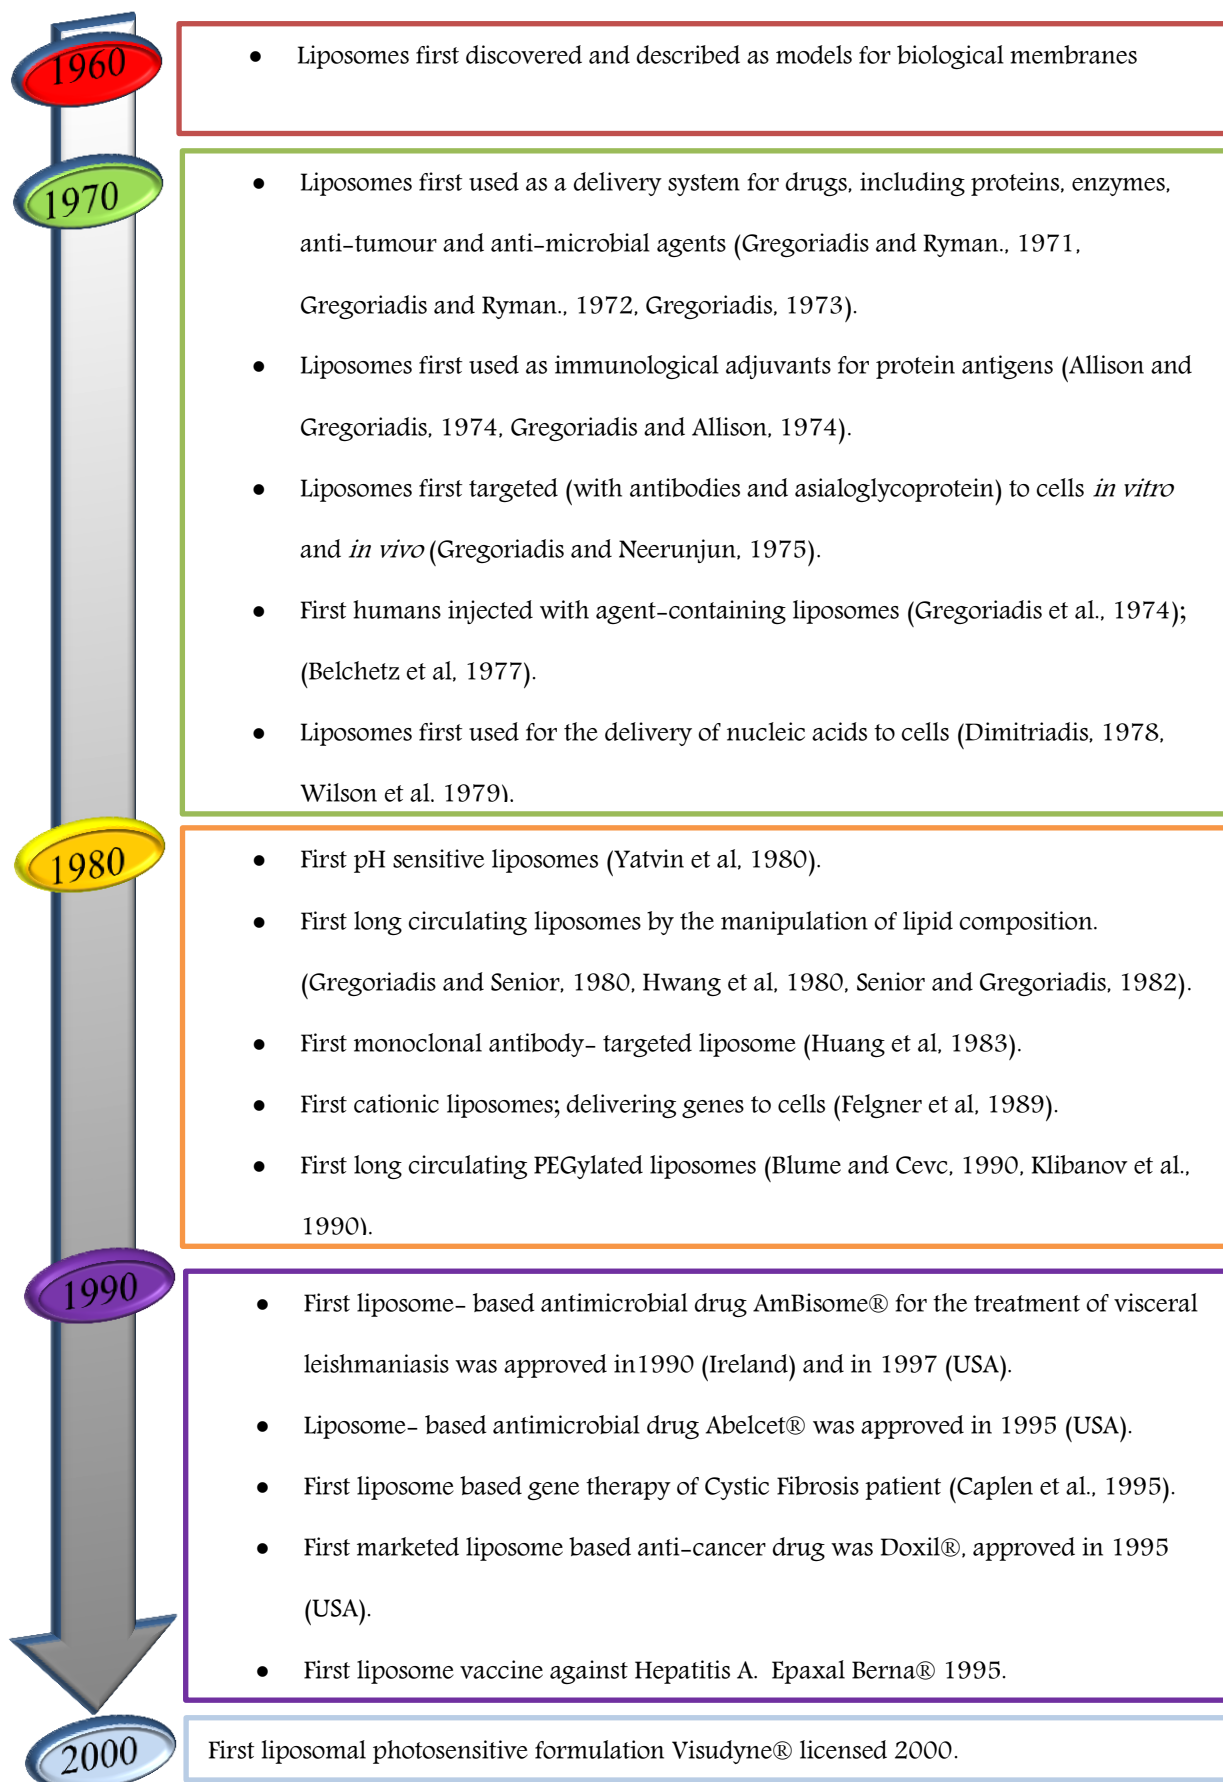 1960
● Liposomes first discovered and described as models for biological membranes
1970
● Liposomes first used as a delivery system for drugs, including proteins, enzymes,
anti-tumour and anti-microbial agents (Gregoriadis and Ryman., 1971,
Gregoriadis and Ryman., 1972, Gregoriadis, 1973).
● Liposomes first used as immunological adjuvants for protein antigens (Allison and
Gregoriadis, 1974, Gregoriadis and Allison, 1974).
● Liposomes first targeted (with antibodies and asialoglycoprotein) to cells in vitro
and in vivo (Gregoriadis and Neerunjun, 1975).
● First humans injected with agent-containing liposomes (Gregoriadis et al., 1974);
(Belchetz et al, 1977).
● Liposomes first used for the delivery of nucleic acids to cells (Dimitriadis, 1978,
Wilson et al. 1979).
1980
● First pH sensitive liposomes (Yatvin et al, 1980).
● First long circulating liposomes by the manipulation of lipid composition.
(Gregoriadis and Senior, 1980, Hwang et al, 1980, Senior and Gregoriadis, 1982).
● First monoclonal antibody- targeted liposome (Huang et al, 1983).
● First cationic liposomes; delivering genes to cells (Felgner et al, 1989).
● First long circulating PEGylated liposomes (Blume and Cevc, 1990, Klibanov et al.,
1990).
1990
● First liposome- based antimicrobial drug AmBisome® for the treatment of visceral
leishmaniasis was approved in1990 (Ireland) and in 1997 (USA).
● Liposome- based antimicrobial drug Abelcet® was approved in 1995 (USA).
● First liposome based gene therapy of Cystic Fibrosis patient (Caplen et al., 1995).
● First marketed liposome based anti-cancer drug was Doxil®, approved in 1995
(USA).
● First liposome vaccine against Hepatitis A. Epaxal Berna® 1995.
2000
First liposomal photosensitive formulation Visudyne® licensed 2000.